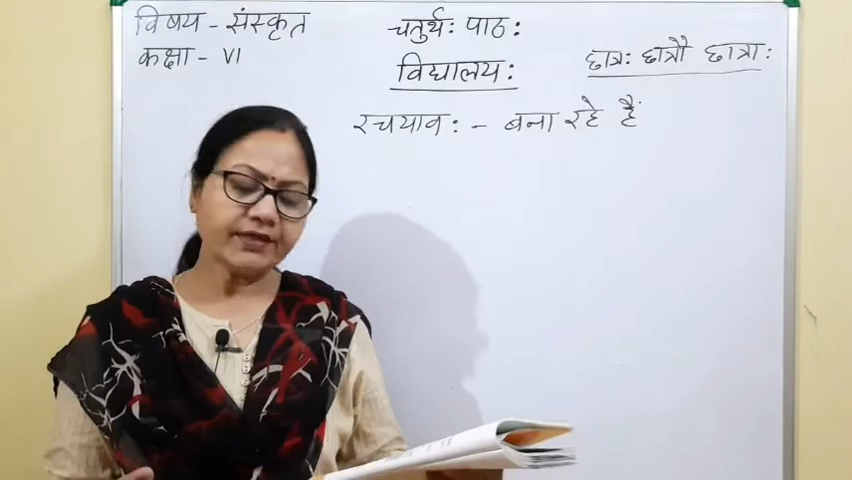 विषय - संस्कृत
कक्षा - VI
चतुर्थः पाठः
विद्यालयः
छात्रः छात्रौ छात्राः
रचयावः - बना रहे हैं